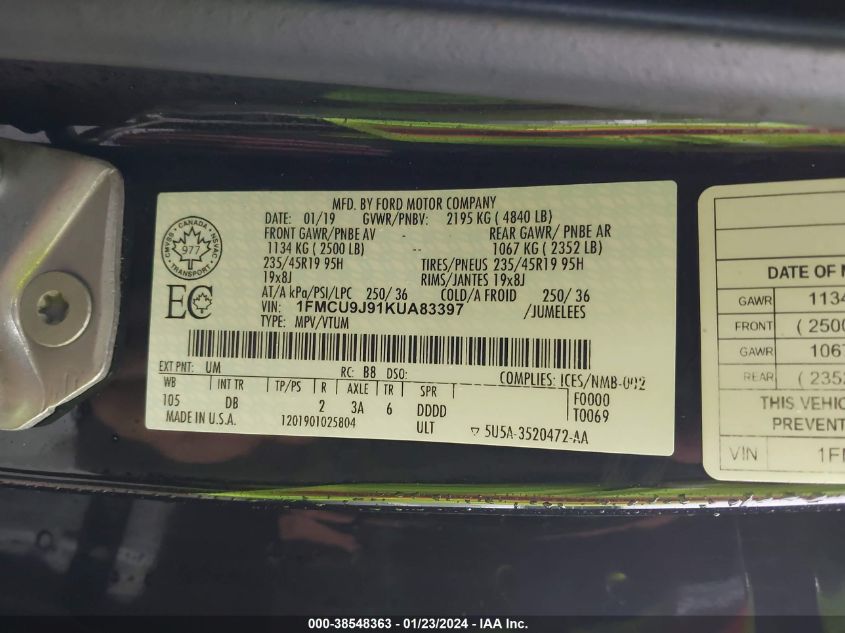 MFD. BY FORD MOTOR COMPANY
DATE: 01/19 GVWR/PNBV: 2195 KG ( 4840 LB)
FRONT GAWR/PNBE AV - REAR GAWR/ PNBE AR
1134 KG ( 2500 LB) -- 1067 KG ( 2352 LB)
235/45R19 95H TIRES/PNEUS 235/45R19 95H
19x8J RIMS/JANTES 19x8J
AT/A kPa/PSI/LPC 250/ 36 COLD/A FROID 250/ 36
VIN: 1FMCU9J91KUA83397 /JUMELEES
TYPE: MPV/VTUM
CANADA
CMVSS NSVAC
977
TRANSPORT
EC
EXT PNT: UM RC: B8 DSO: COMPLIES: ICES/NMB-002
WB INT TR TP/PS R AXLE TR SPR F0000
105 DB 2 3A 6 DDDD T0069
MADE IN U.S.A. 1201901025804 ULT ▽ 5U5A-3520472-AA
DATE OF M
GAWR 1134
FRONT ( 2500
GAWR 1067
REAR ( 2352
THIS VEHIC
PREVENT
VIN 1FM
000-38548363 - 01/23/2024 - IAA Inc.